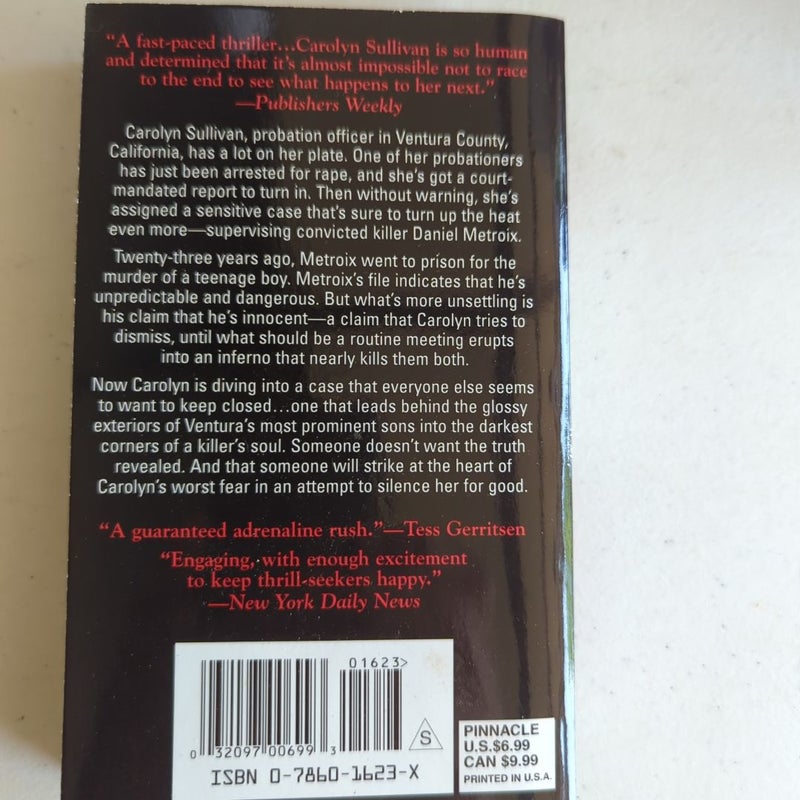 “A fast-paced thriller...Carolyn Sullivan is so human
and determined that it’s almost impossible not to race
to the end to see what happens to her next.”
—Publishers Weekly
Carolyn Sullivan, probation officer in Ventura County,
California, has a lot on her plate. One of her probationers
has just been arrested for rape, and she’s got a court-
mandated report to turn in. Then without warning, she’s
assigned a sensitive case that’s sure to turn up the heat
even more—supervising convicted killer Daniel Metroix.
Twenty-three years ago, Metroix went to prison for the
murder of a teenage boy. Metroix’s file indicates that he’s
unpredictable and dangerous. But what’s more unsettling is
his claim that he’s innocent—a claim that Carolyn tries to
dismiss, until what should be a routine meeting erupts
into an inferno that nearly kills them both.
Now Carolyn is diving into a case that everyone else seems
to want to keep closed...one that leads behind the glossy
exteriors of Ventura’s most prominent sons into the darkest
corners of a killer’s soul. Someone doesn’t want the truth
revealed. And that someone will strike at the heart of
Carolyn’s worst fear in an attempt to silence her for good.
“A guaranteed adrenaline rush.”—Tess Gerritsen
“Engaging, with enough excitement
to keep thrill-seekers happy.”
—New York Daily News
01623>
0 32097 00699 3
S
ISBN 0-7860-1623-X
PINNACLE
U.S.$6.99
CAN $9.99
PRINTED IN U.S.A.